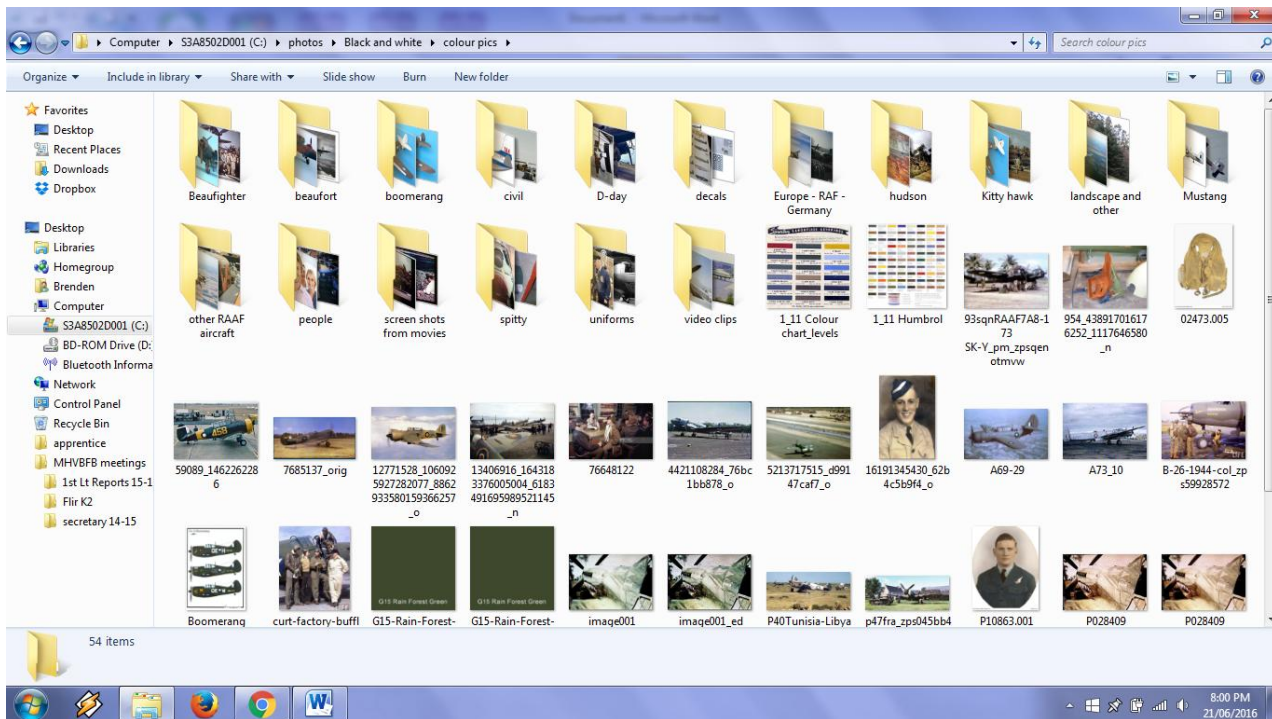 Computer ▸ S3A8502D001 (C:) ▸ photos ▸ Black and white ▸ colour pics ▸
Search colour pics
Organize Include in library Share with Slide show Burn New folder
Favorites
Desktop
Recent Places
Downloads
Dropbox
Desktop
Libraries
Homegroup
Brenden
Computer
S3A8502D001 (C:)
BD-ROM Drive (D:
Bluetooth Informa
Network
Control Panel
Recycle Bin
apprentice
MHVBFB meetings
1st Lt Reports 15-1
Flir K2
secretary 14-15
Beaufighter
beaufort
boomerang
civil
D-day
decals
Europe - RAF -
Germany
hudson
Kitty hawk
landscape and
other
Mustang
other RAAF
aircraft
people
screen shots
from movies
spitty
uniforms
video clips
1_11 Colour
chart_levels
1_11 Humbrol
93sqnRAAF7A8-1
73
SK-Y_pm_zpsqen
otmvw
954_43891701617
6252_1117646580
_n
02473.005
59089_146226228
6
7685137_orig
12771528_106092
5927282077_8862
933580159366257
_o
13406916_164318
3376005004_6183
491695989521145
_n
76648122
4421108284_76bc
1bb878_o
5213717515_d991
47caf7_o
16191345430_62b
4c5b9f4_o
A69-29
A73_10
B-26-1944-col_zp
s59928572
G15 Rain Forest Green
G15 Rain Forest Green
Boomerang
curt-factory-buffl
G15-Rain-Forest-
G15-Rain-Forest-
image001
image001_ed
P40Tunisia-Libya
p47fra_zps045bb4
P10863.001
P028409
P028409
54 items
8:00 PM
21/06/2016